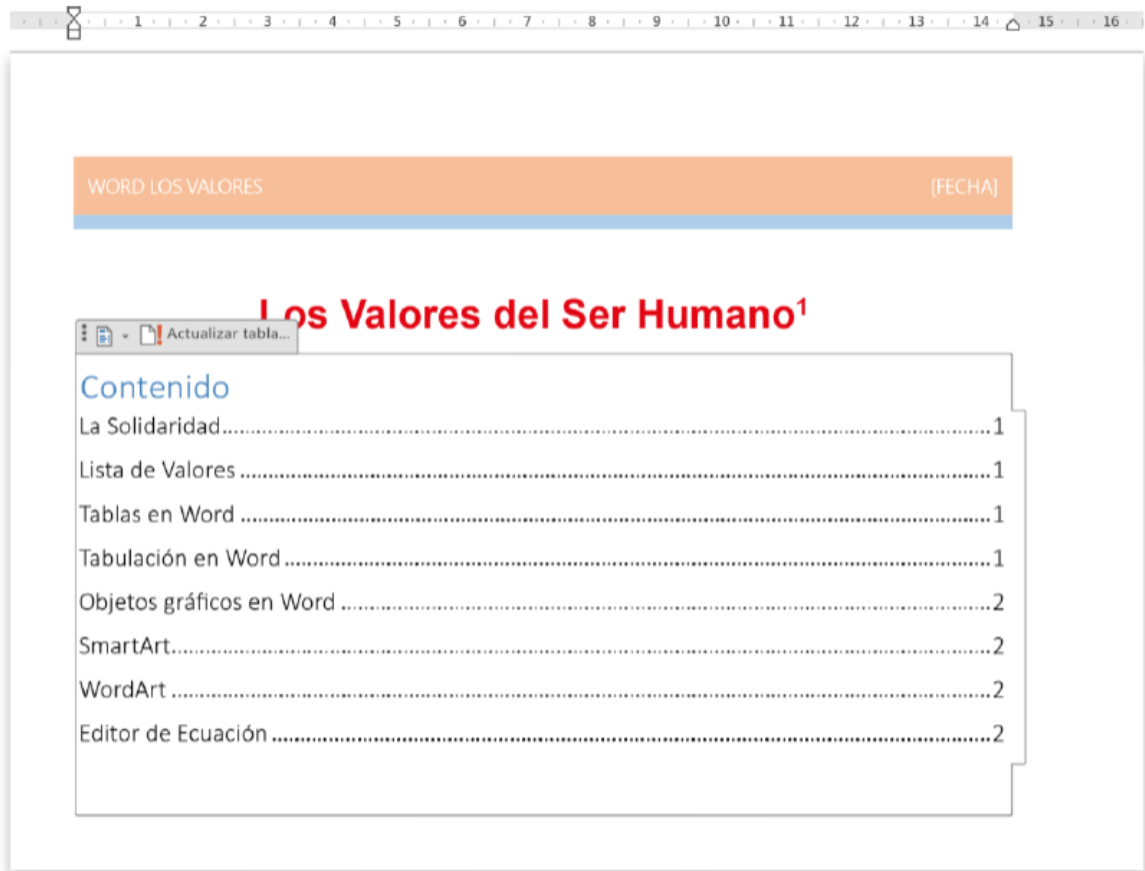 1 2 3 4 5 6 7 8 9 10 11 12 13 14 15 16
WORD LOS VALORES [FECHA]
Los Valores del Ser Humano¹
Actualizar tabla...
Contenido
La Solidaridad 1
Lista de Valores 1
Tablas en Word 1
Tabulación en Word 1
Objetos gráficos en Word 2
SmartArt 2
WordArt 2
Editor de Ecuación 2